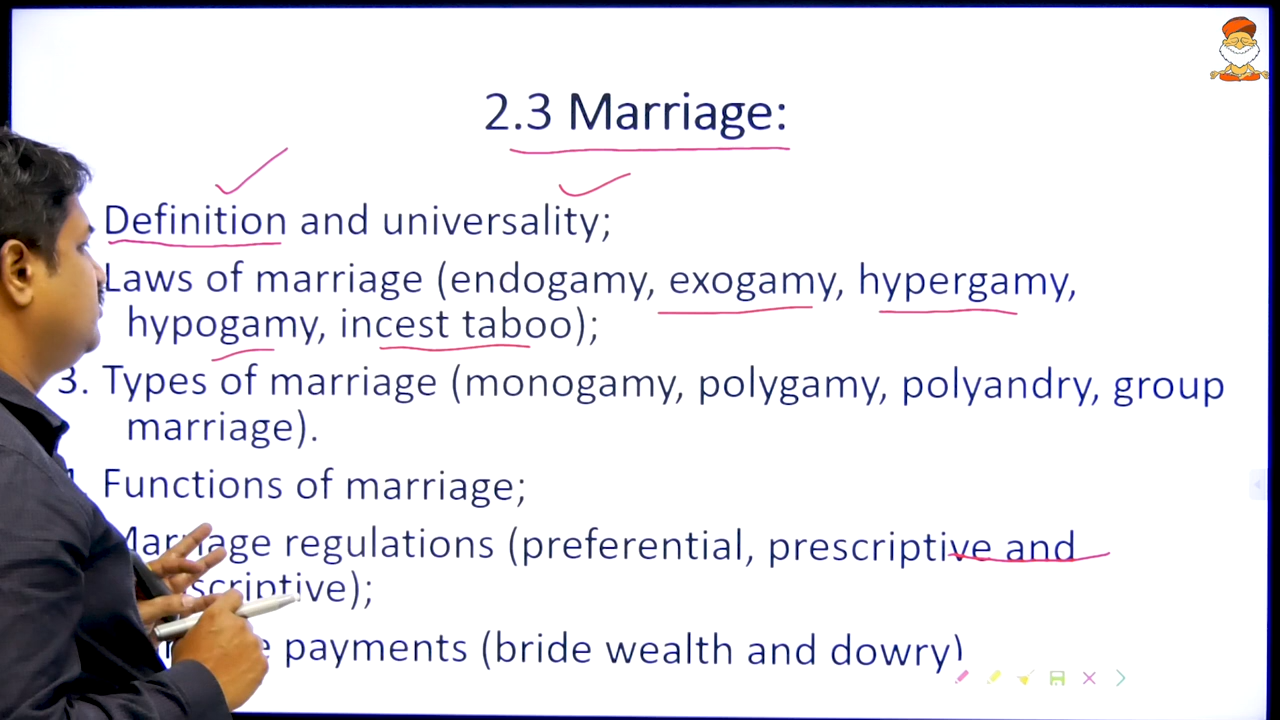 2.3 Marriage:
Definition and universality;
Laws of marriage (endogamy, exogamy, hypergamy,
hypogamy, incest taboo);
3. Types of marriage (monogamy, polygamy, polyandry, group
marriage).
Functions of marriage;
Marriage regulations (preferential, prescriptive and
payments (bride wealth and dowry)